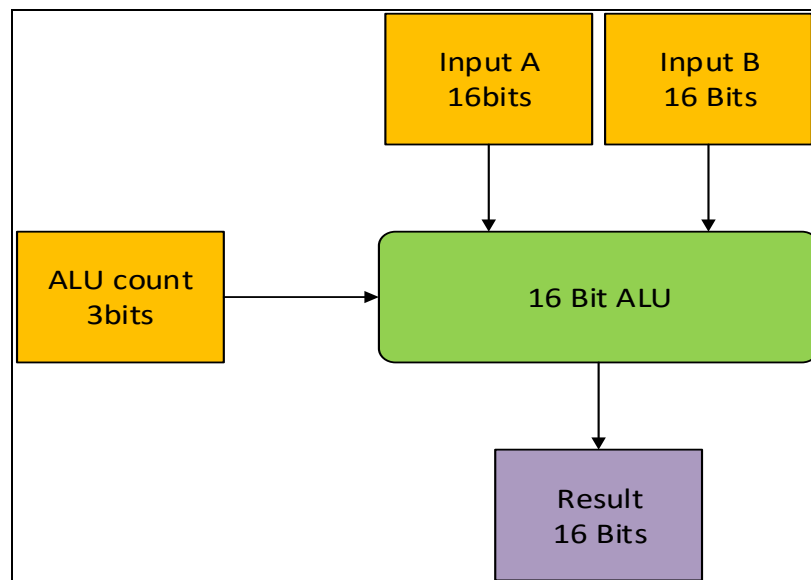 Input A
16bits
Input B
16 Bits
ALU count
3bits
16 Bit ALU
Result
16 Bits